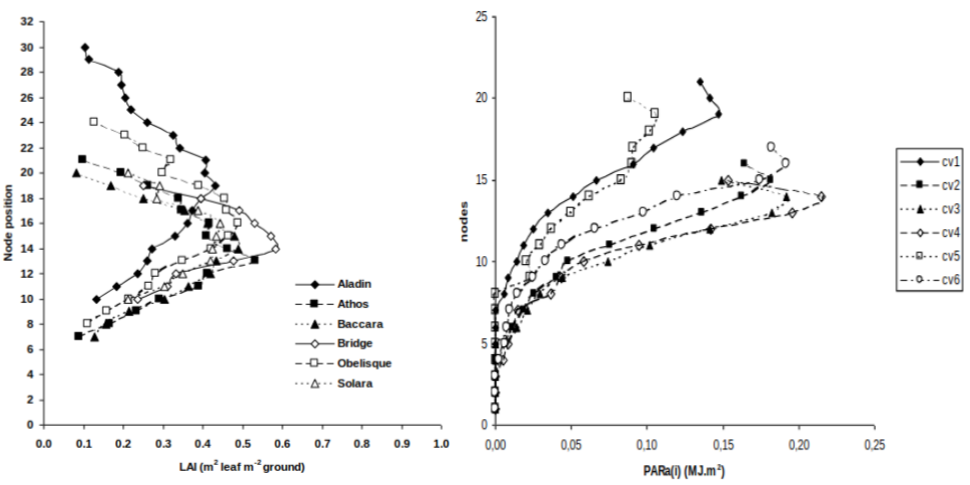 32
30
28
26
24
22
20
18
16
14
12
10
8
6
4
2
0
Node position
0.0 0.1 0.2 0.3 0.4 0.5 0.6 0.7 0.8 0.9 1.0
LAI (m² leaf m⁻² ground)
Aladin
Athos
Baccara
Bridge
Obelisque
Solara
25
20
15
10
5
0
nodes
0,00 0,05 0,10 0,15 0,20 0,25
PARa(i) (MJ.m²)
cv1
cv2
cv3
cv4
cv5
cv6